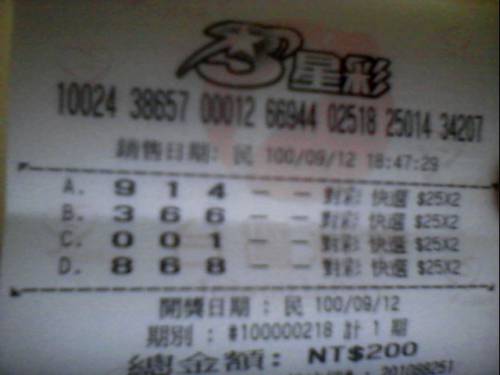 3星彩
10024 38657 00012 66944 02518 25014 34207
銷售日期: 民 100/09/12 18:47:29
A. 9 1 4 — — 對彩 快選 $25X2
B. 3 6 6 — — 對彩 快選 $25X2
C. 0 0 1 — — 對彩 快選 $25X2
D. 8 6 8 — — 對彩 快選 $25X2
開獎日期 : 民 100/09/12
期別 : #100000218 計 1 期
總金額: NT$200